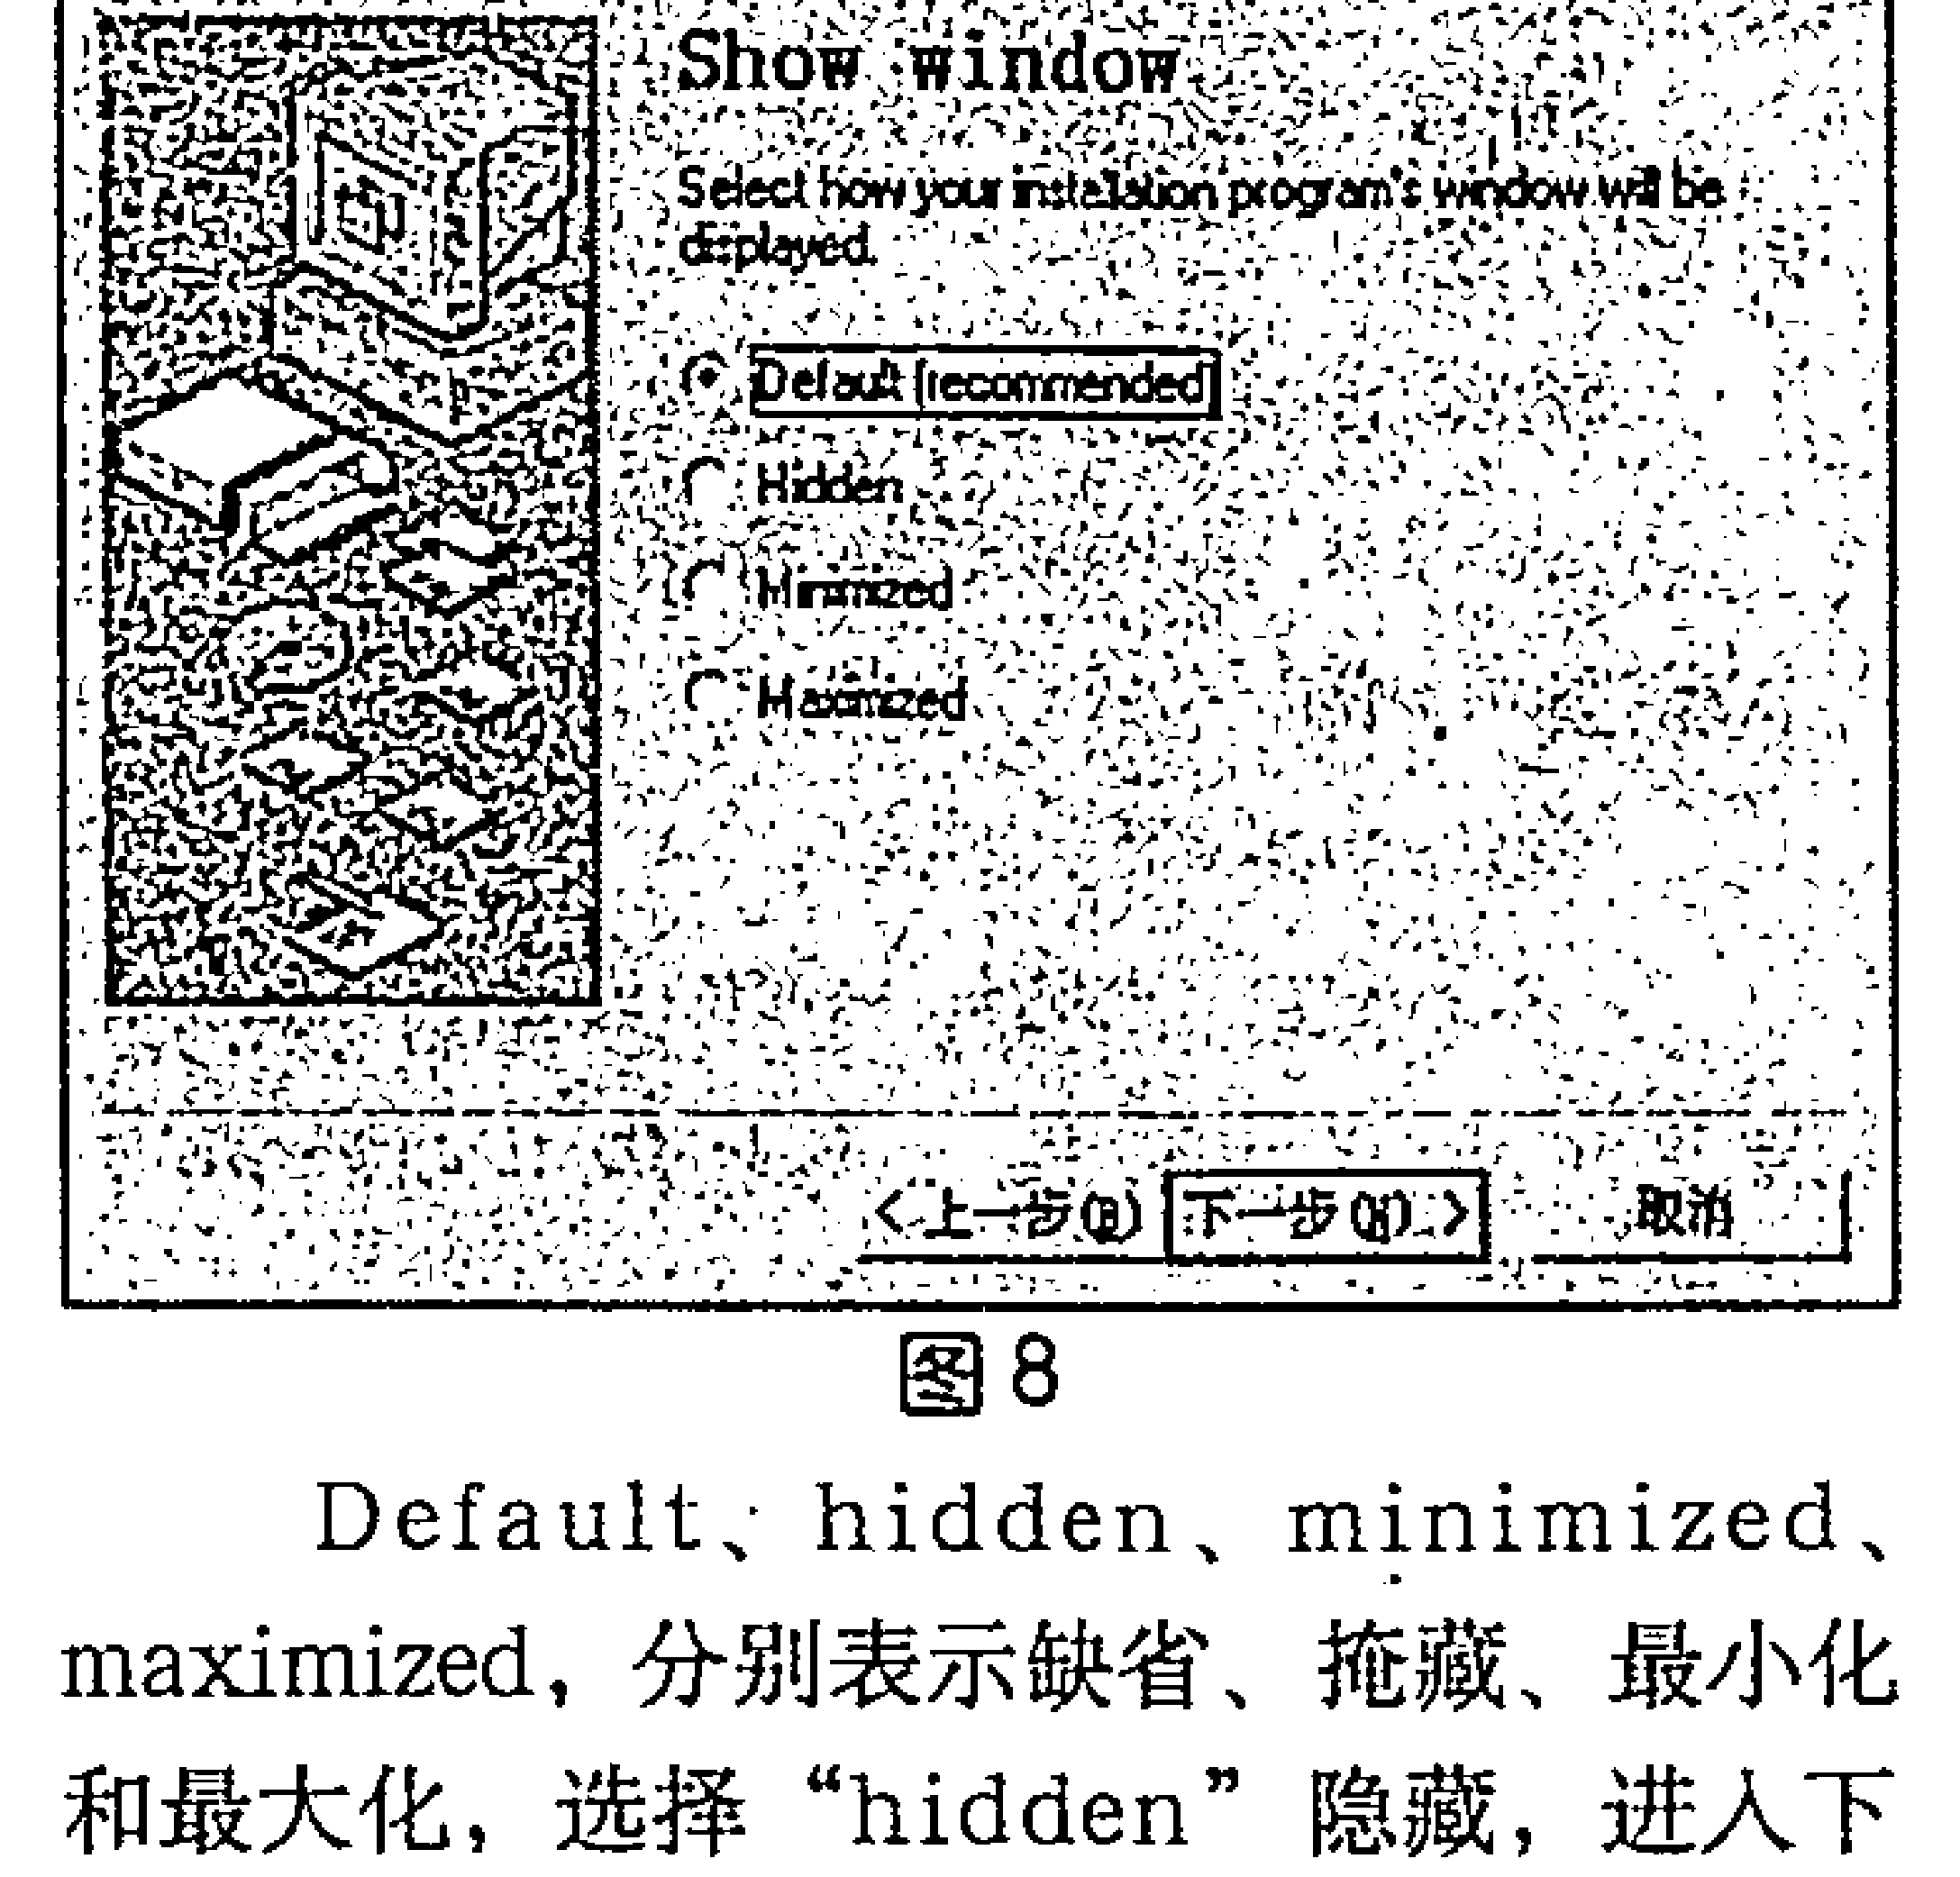 Show window
Select how your installation program's window will be
displayed.
Default (recommended)
Hidden
Minimized
Maximized
<上一步(B) 下一步(N)> 取消
图8
Default、hidden、minimized、
maximized，分别表示缺省、掩藏、最小化
和最大化，选择“hidden”隐藏，进入下